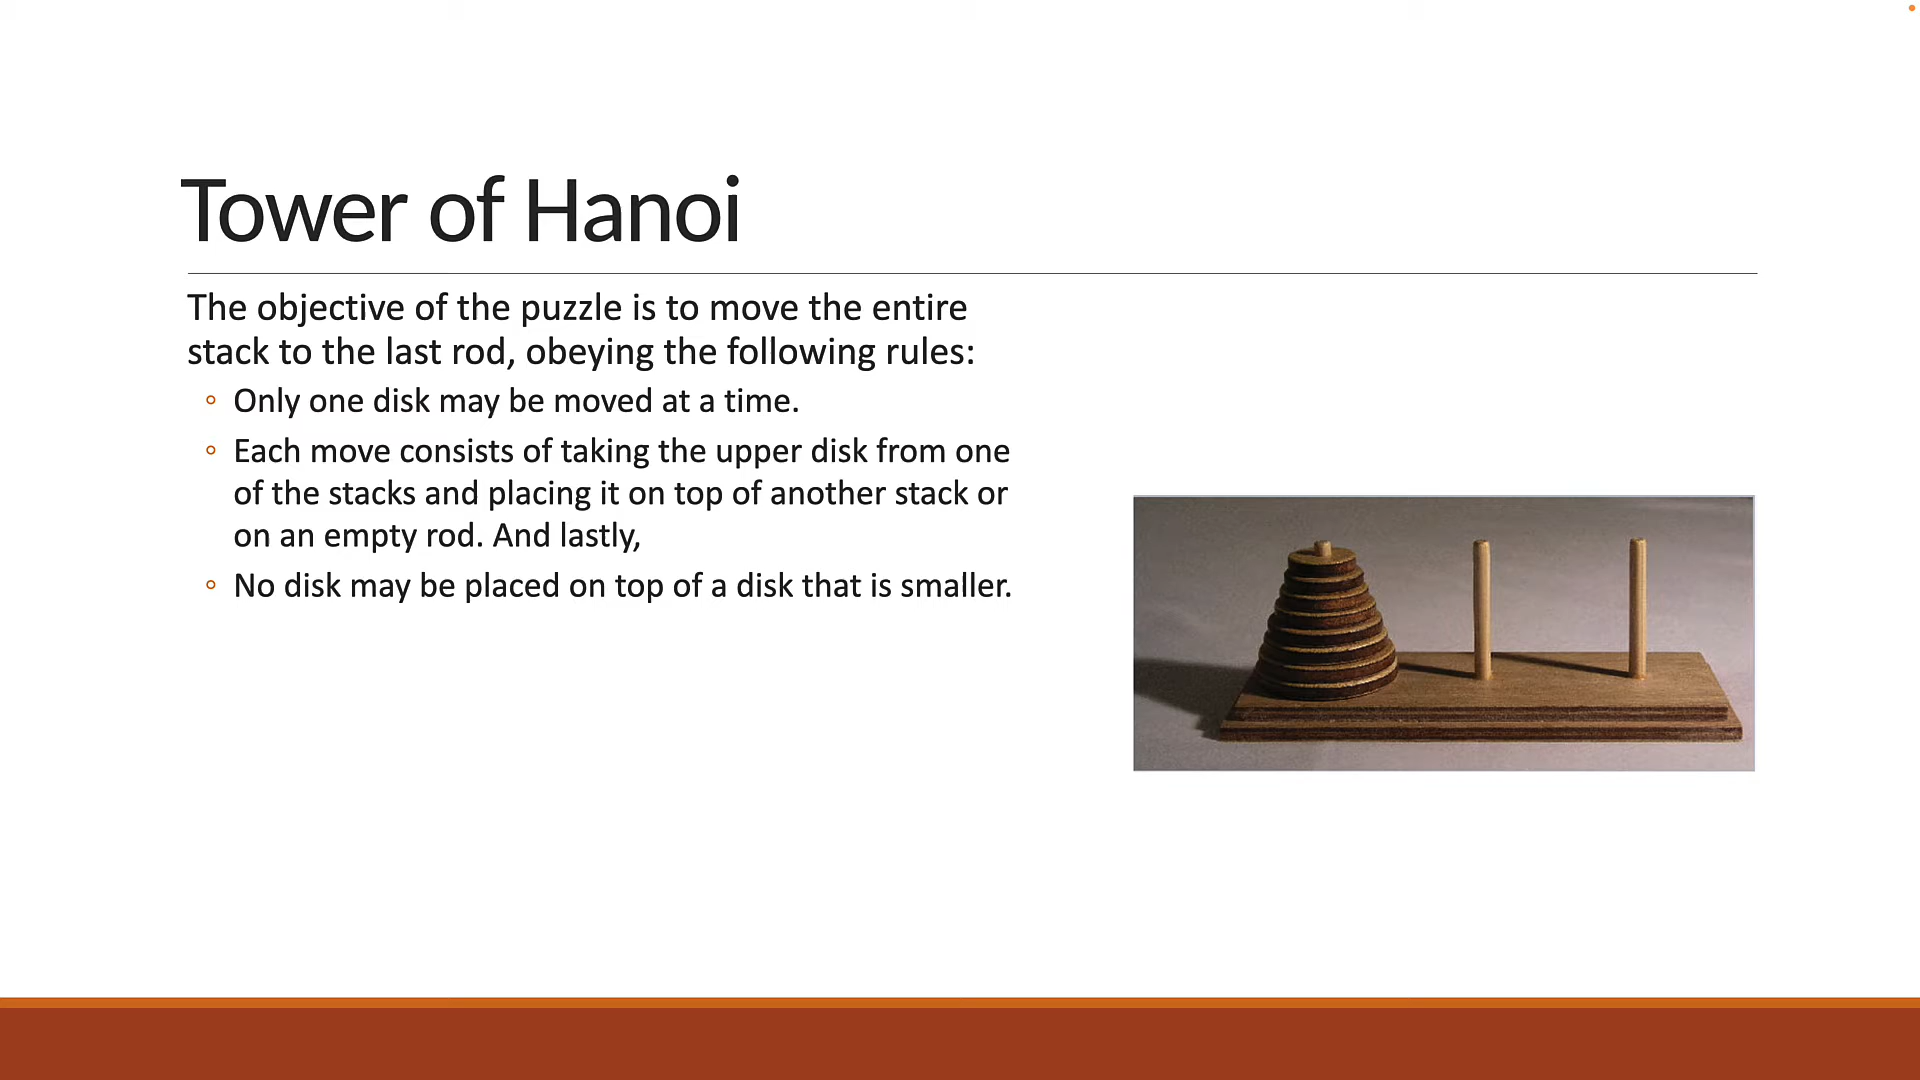 Tower of Hanoi
The objective of the puzzle is to move the entire
stack to the last rod, obeying the following rules:
◦ Only one disk may be moved at a time.
◦ Each move consists of taking the upper disk from one
of the stacks and placing it on top of another stack or
on an empty rod. And lastly,
◦ No disk may be placed on top of a disk that is smaller.